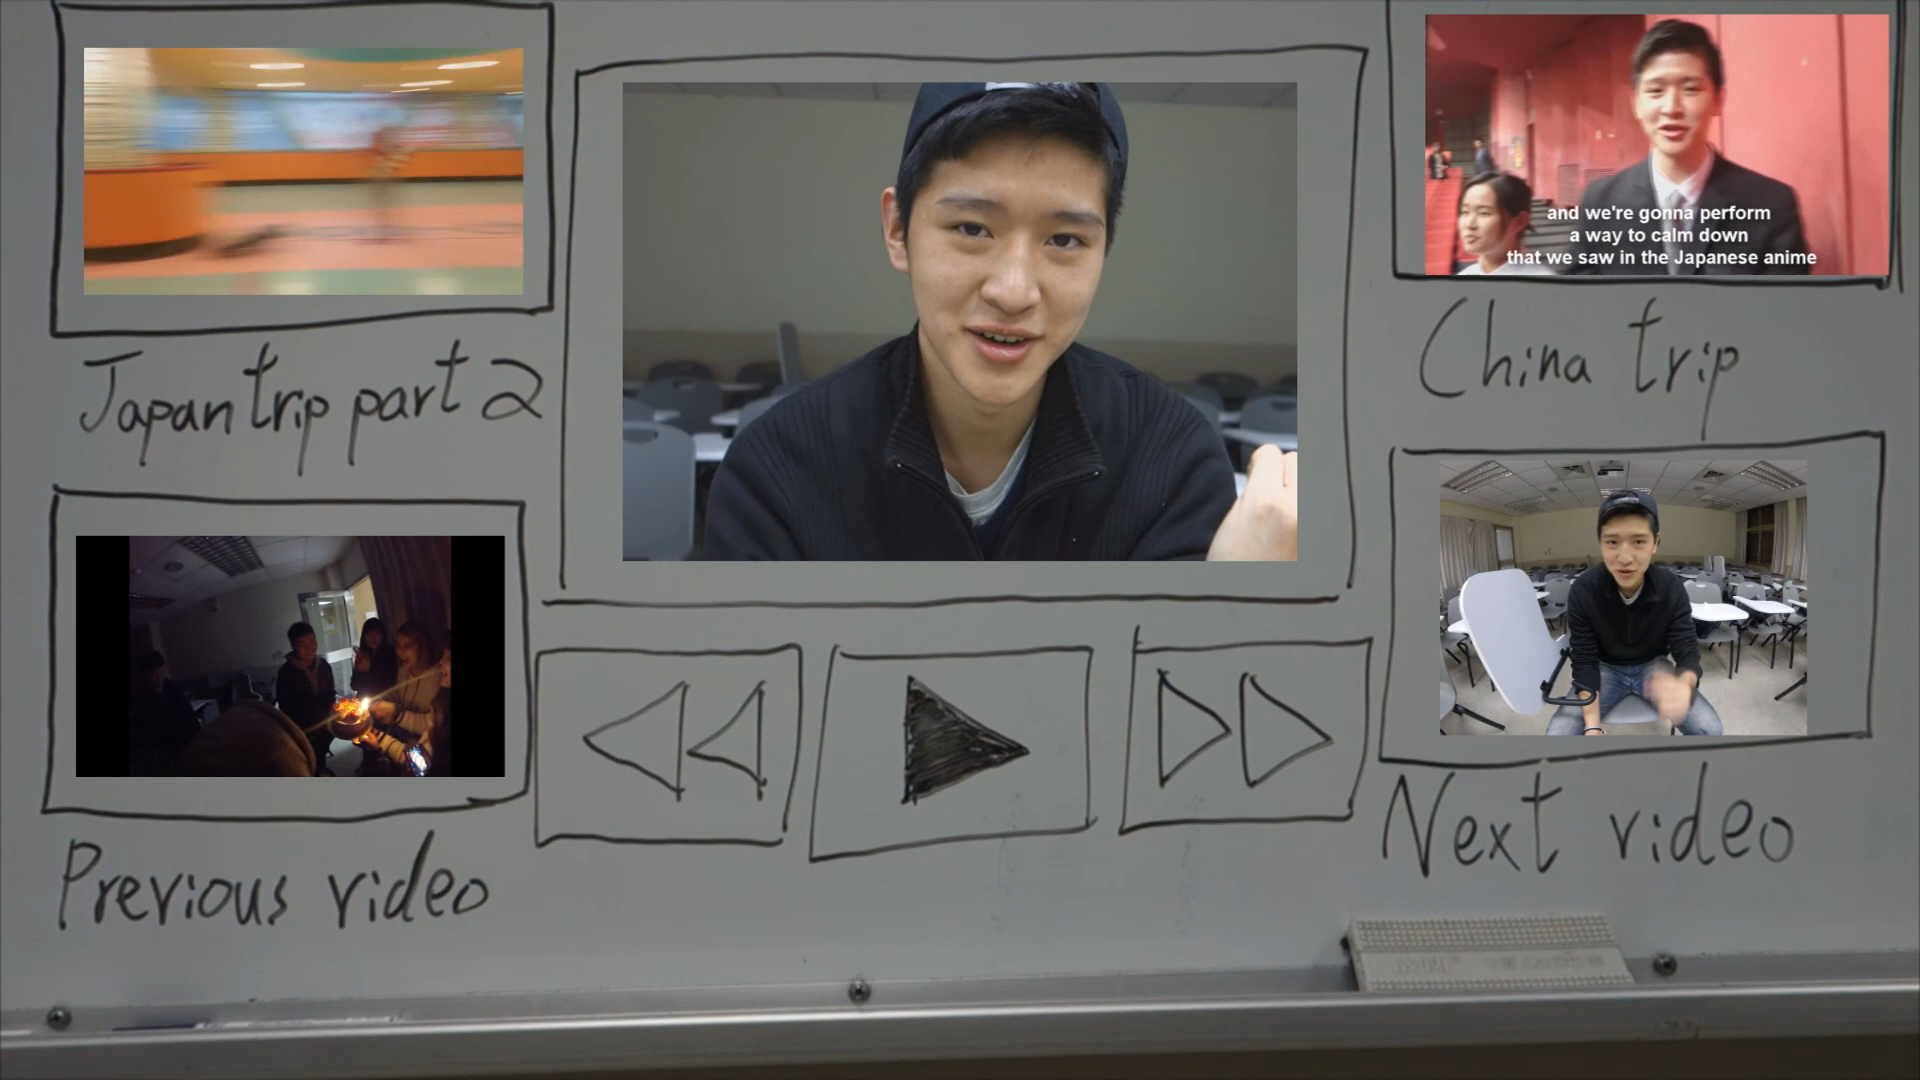 and we're gonna perform
a way to calm down
that we saw in the Japanese anime
Japan trip part 2
China trip
Previous video
Next video